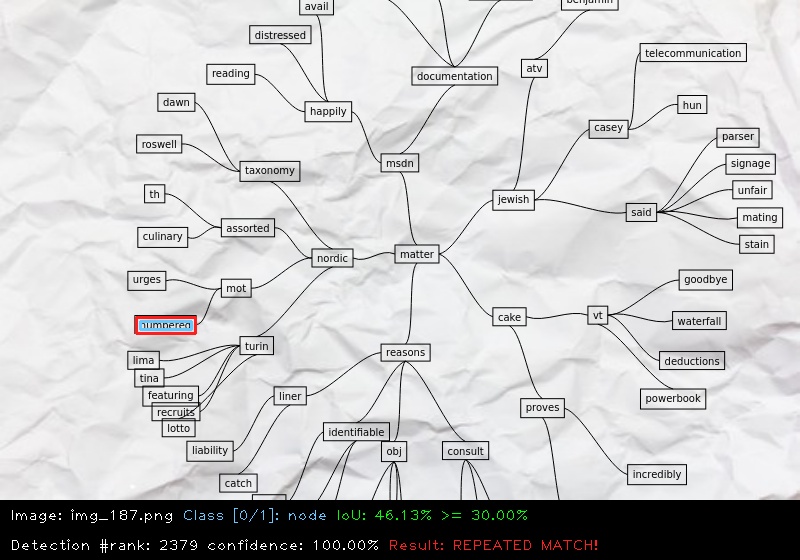 benjamin
avail
distressed
reading
documentation
atv
telecommunication
dawn
happily
casey
hun
roswell
taxonomy
msdn
parser
signage
th
jewish
unfair
said
mating
culinary
assorted
stain
nordic
matter
urges
mot
goodbye
numbered
cake
vt
waterfall
lima
turin
reasons
deductions
tina
featuring
liner
powerbook
recruits
proves
lotto
identifiable
liability
obj
consult
catch
incredibly
Image: img_187.png Class [0/1]: node IoU: 46.13% >= 30.00%
Detection #rank: 2379 confidence: 100.00% Result: REPEATED MATCH!